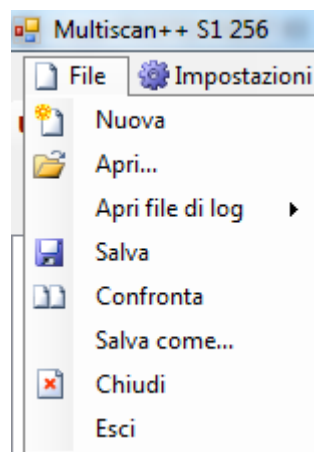 Multiscan++ S1 256
File Impostazioni
Nuova
Apri...
Apri file di log
Salva
Confronta
Salva come...
Chiudi
Esci